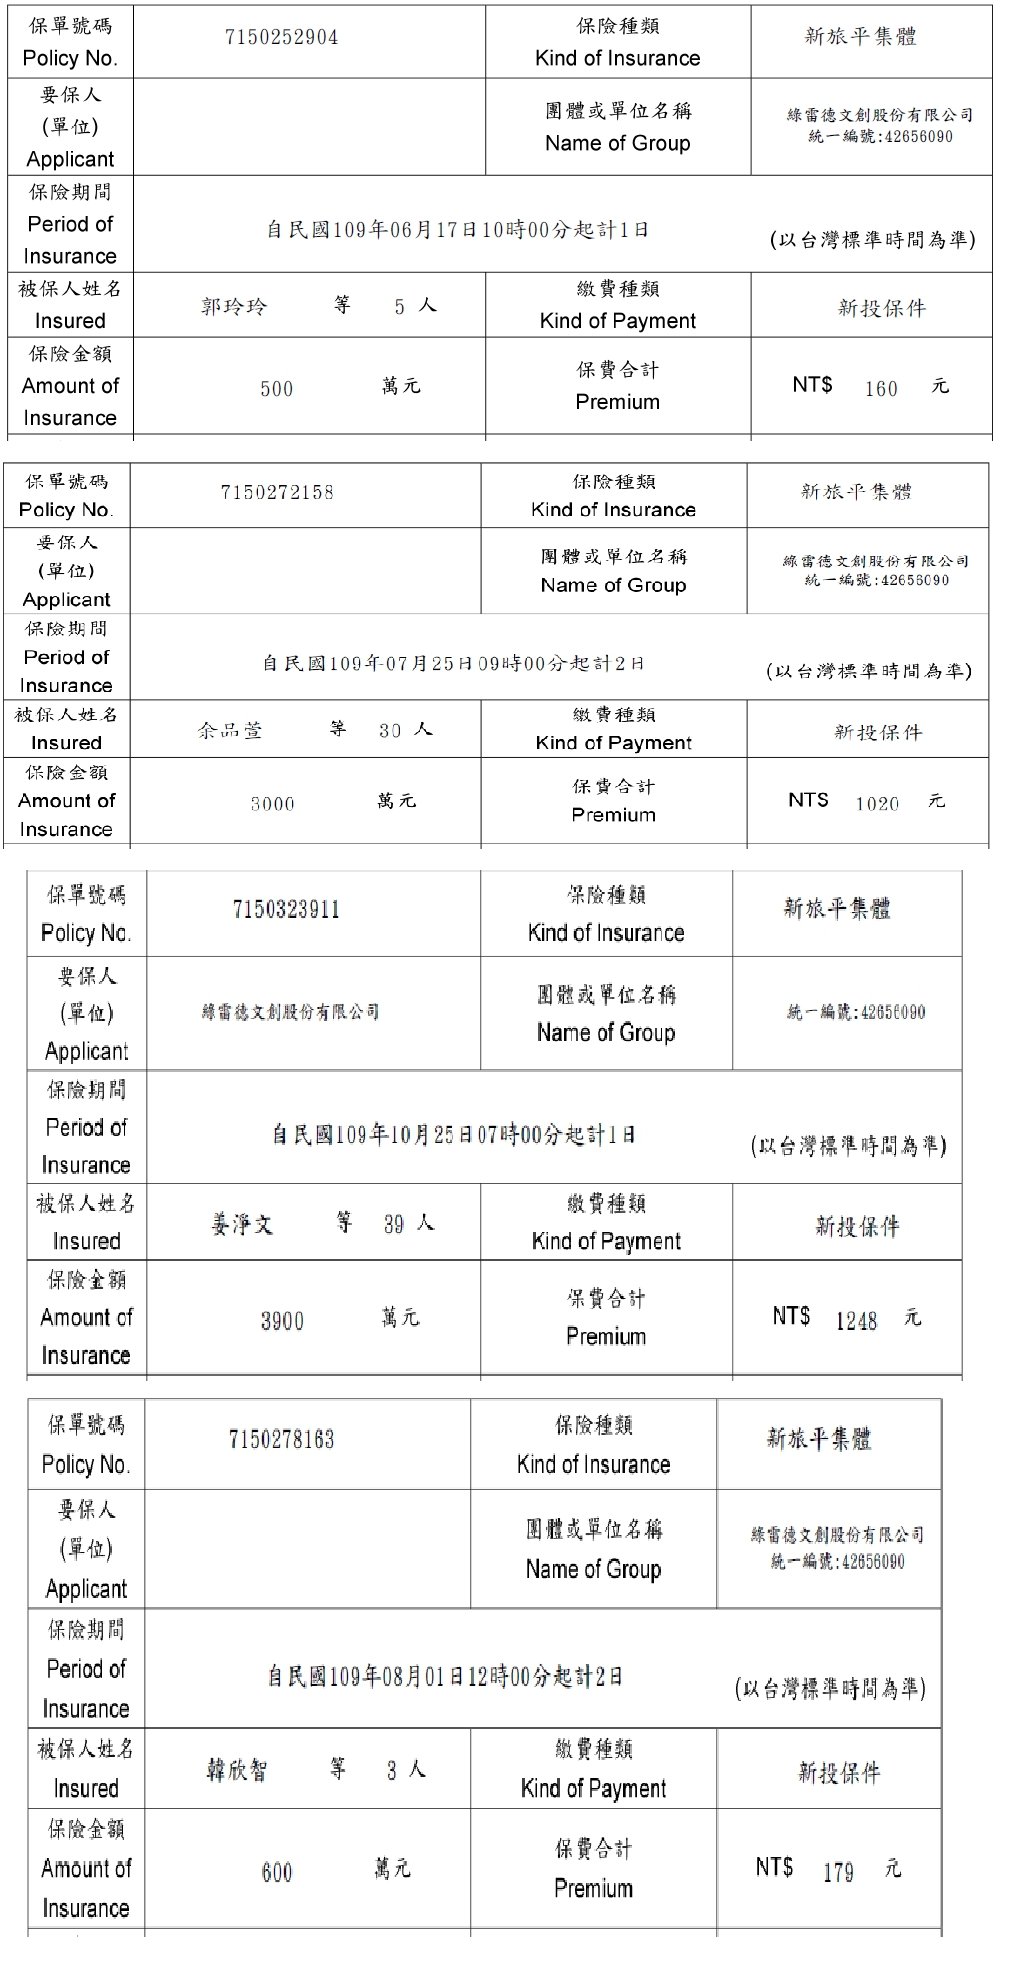 保單號碼
Policy No.
7150252904
保險種類
Kind of Insurance
新旅平集體
要保人
(單位)
Applicant
團體或單位名稱
Name of Group
綠雷德文創股份有限公司
統一編號:42656090
保險期間
Period of
Insurance
自民國109年06月17日10時00分起計1日
(以台灣標準時間為準)
被保人姓名
Insured
郭玲玲 等 5 人
繳費種類
Kind of Payment
新投保件
保險金額
Amount of
Insurance
500 萬元
保費合計
Premium
NT$ 160 元
保單號碼
Policy No.
7150272158
保險種類
Kind of Insurance
新旅平集體
要保人
(單位)
Applicant
團體或單位名稱
Name of Group
綠雷德文創股份有限公司
統一編號:42656090
保險期間
Period of
Insurance
自民國109年07月25日09時00分起計2日
(以台灣標準時間為準)
被保人姓名
Insured
余品萱 等 30 人
繳費種類
Kind of Payment
新投保件
保險金額
Amount of
Insurance
3000 萬元
保費合計
Premium
NT$ 1020 元
保單號碼
Policy No.
7150323911
保險種類
Kind of Insurance
新旅平集體
要保人
(單位)
Applicant
綠雷德文創股份有限公司
團體或單位名稱
Name of Group
統一編號:42656090
保險期間
Period of
Insurance
自民國109年10月25日07時00分起計1日
(以台灣標準時間為準)
被保人姓名
Insured
姜淨文 等 39 人
繳費種類
Kind of Payment
新投保件
保險金額
Amount of
Insurance
3900 萬元
保費合計
Premium
NT$ 1248 元
保單號碼
Policy No.
7150278163
保險種類
Kind of Insurance
新旅平集體
要保人
(單位)
Applicant
團體或單位名稱
Name of Group
綠雷德文創股份有限公司
統一編號:42656090
保險期間
Period of
Insurance
自民國109年08月01日12時00分起計2日
(以台灣標準時間為準)
被保人姓名
Insured
韓欣智 等 3 人
繳費種類
Kind of Payment
新投保件
保險金額
Amount of
Insurance
600 萬元
保費合計
Premium
NT$ 179 元